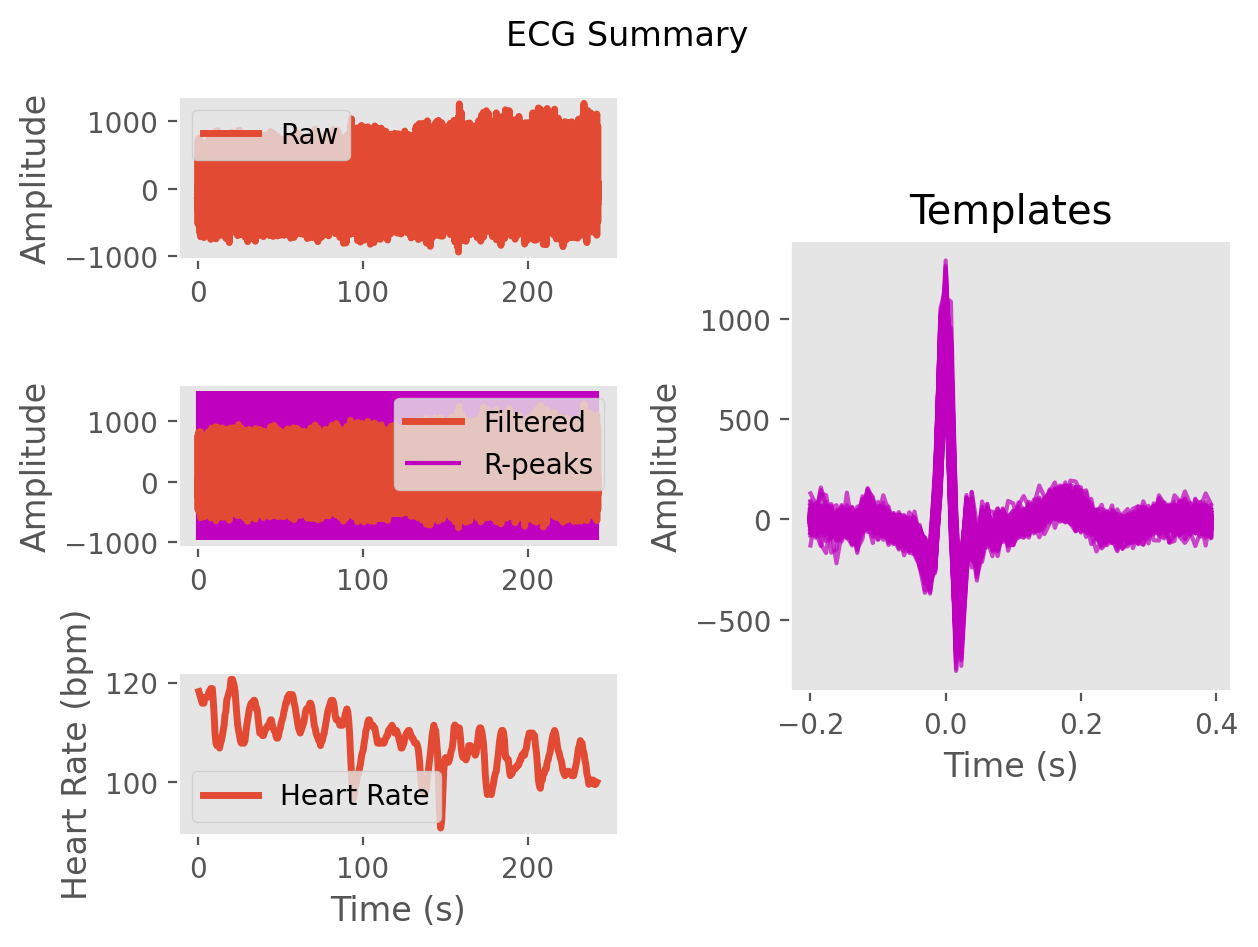 ECG Summary
Amplitude
1000
0
−1000
Raw
0
100
200
Amplitude
1000
0
−1000
Filtered
R-peaks
0
100
200
Heart Rate (bpm)
120
100
Heart Rate
0
100
200
Time (s)
Templates
Amplitude
1000
500
0
−500
−0.2
0.0
0.2
0.4
Time (s)